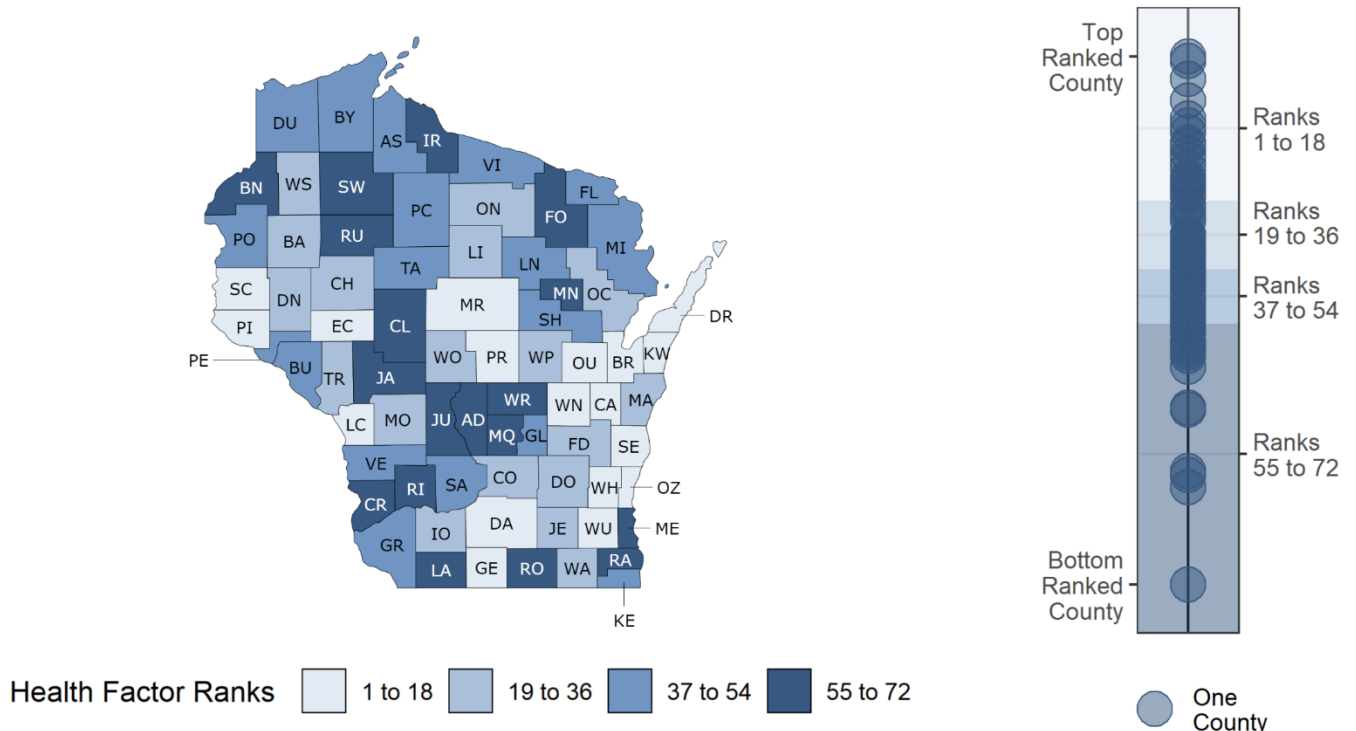 DU
BY
AS
IR
VI
BN
WS
SW
PC
ON
FO
FL
PO
BA
RU
LI
LN
MI
TA
SC
DN
CH
MR
MN
OC
PI
EC
CL
SH
DR
PE
BU
TR
WO
PR
WP
OU
BR
KW
JA
LC
MO
JU
AD
WR
MQ
GL
WN
CA
MA
FD
SE
VE
CR
RI
SA
CO
DO
WH
OZ
GR
IO
DA
JE
WU
ME
LA
GE
RO
WA
RA
KE
Top
Ranked
County
Ranks
1 to 18
Ranks
19 to 36
Ranks
37 to 54
Ranks
55 to 72
Bottom
Ranked
County
Health Factor Ranks 1 to 18 19 to 36 37 to 54 55 to 72
One
County